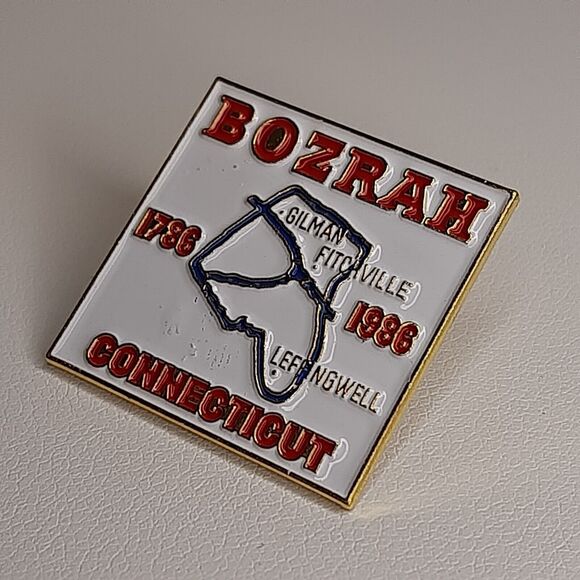 BOZRAH
GILMAN
FITCHVILLE
1786
1986
LEFFINGWELL
CONNECTICUT